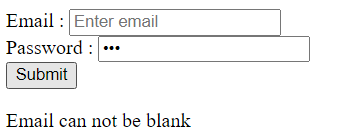 Email : Enter email
Password : •••
Submit
Email can not be blank